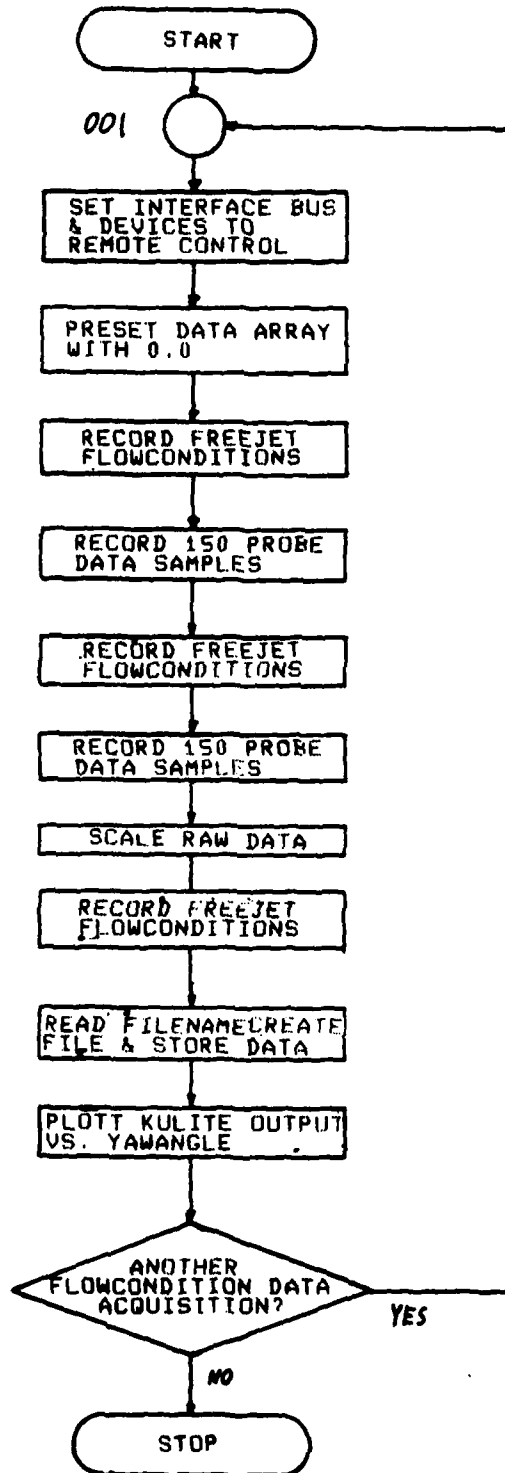 START
001
SET INTERFACE BUS
& DEVICES TO
REMOTE CONTROL
PRESET DATA ARRAY
WITH 0.0
RECORD FREEJET
FLOWCONDITIONS
RECORD 150 PROBE
DATA SAMPLES
RECORD FREEJET
FLOWCONDITIONS
RECORD 150 PROBE
DATA SAMPLES
SCALE RAW DATA
RECORD FREEJET
FLOWCONDITIONS
READ FILENAMECREATE
FILE & STORE DATA
PLOTT KULITE OUTPUT
VS. YAWANGLE
ANOTHER
FLOWCONDITION DATA
ACQUISITION?
YES
NO
STOP